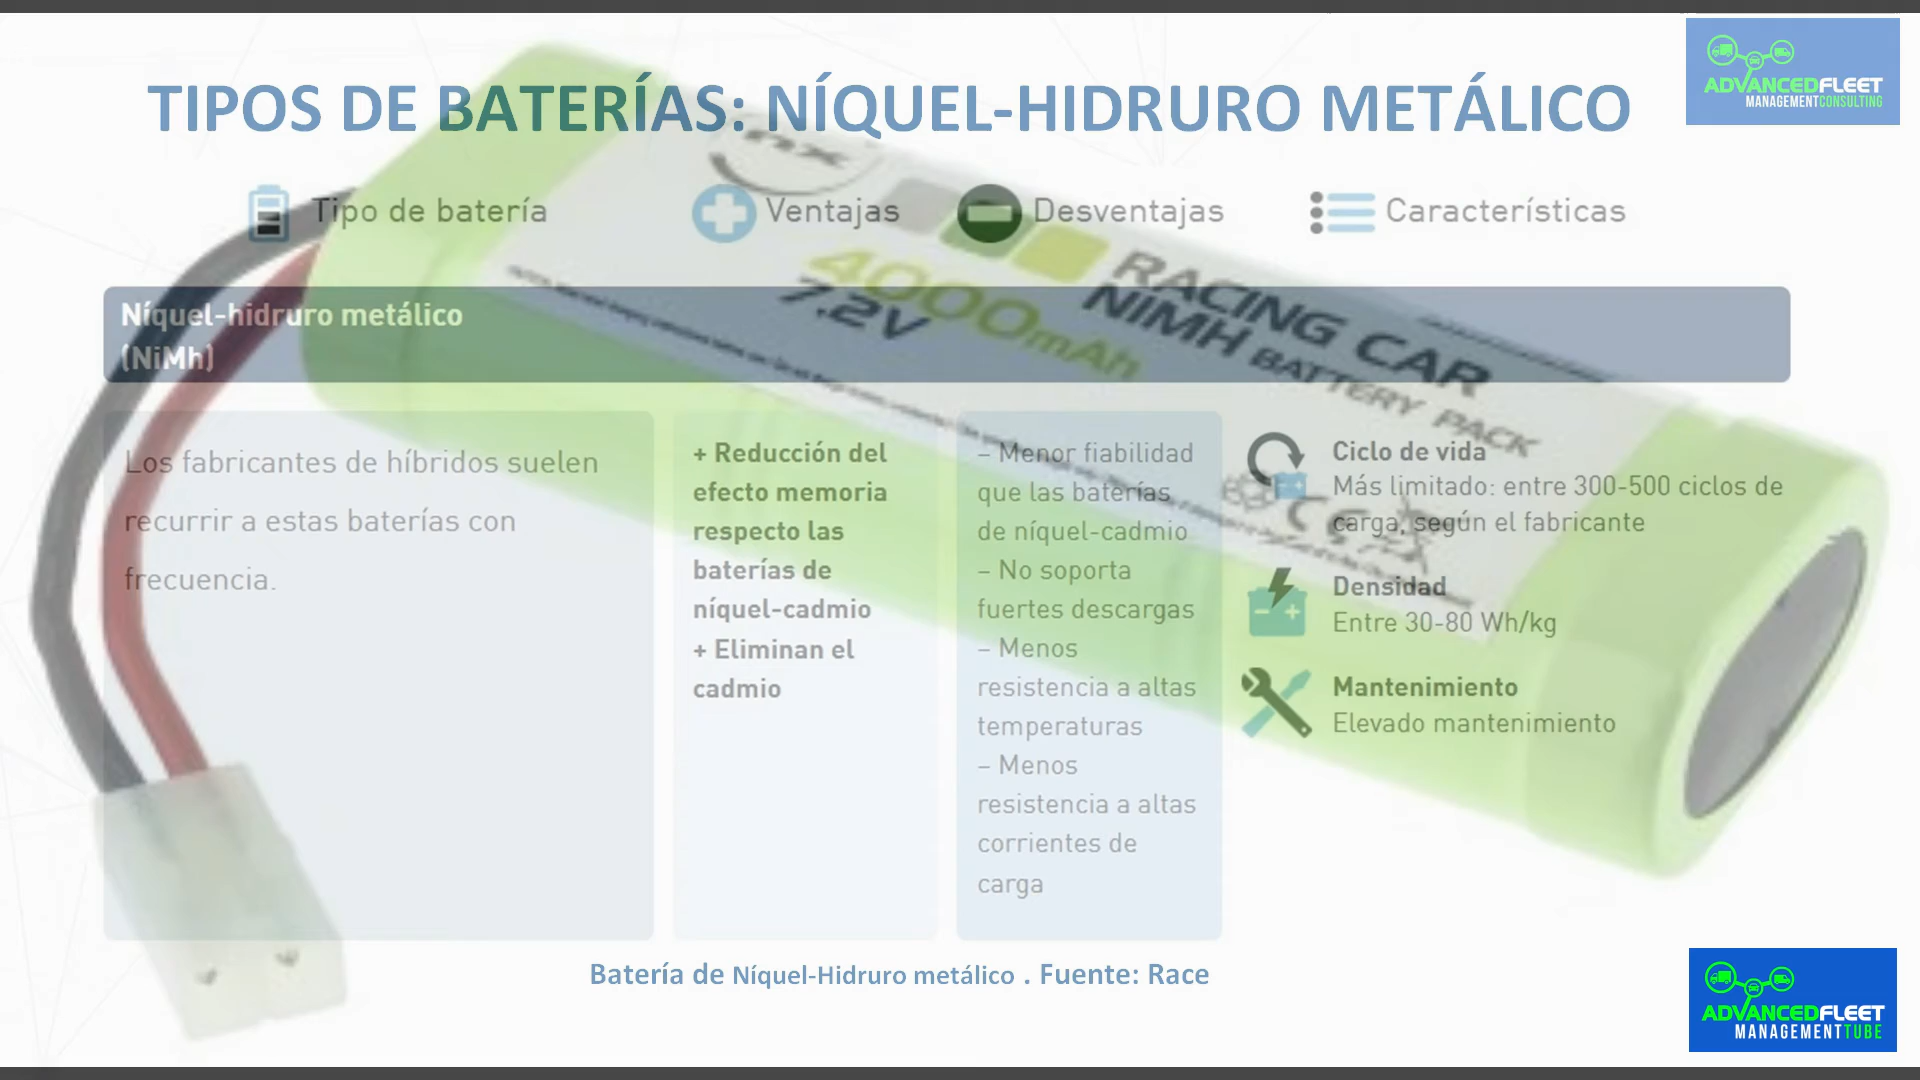 TIPOS DE BATERÍAS: NÍQUEL-HIDRURO METÁLICO
ADVANCEDFLEET
MANAGEMENTCONSULTING
Tipo de batería
Ventajas
Desventajas
Características
Níquel-hidruro metálico
(NiMh)
Los fabricantes de híbridos suelen
recurrir a estas baterías con
frecuencia.
+ Reducción del
efecto memoria
respecto las
baterías de
níquel-cadmio
+ Eliminan el
cadmio
– Menor fiabilidad
que las baterías
de níquel-cadmio
– No soporta
fuertes descargas
– Menos
resistencia a altas
temperaturas
– Menos
resistencia a altas
corrientes de
carga
Ciclo de vida
Más limitado: entre 300-500 ciclos de
carga, según el fabricante
Densidad
Entre 30-80 Wh/kg
Mantenimiento
Elevado mantenimiento
nx
4000mAh
7.2V
RACING CAR
NIMH BATTERY PACK
CE
Batería de Níquel-Hidruro metálico . Fuente: Race
ADVANCEDFLEET
MANAGEMENTTUBE